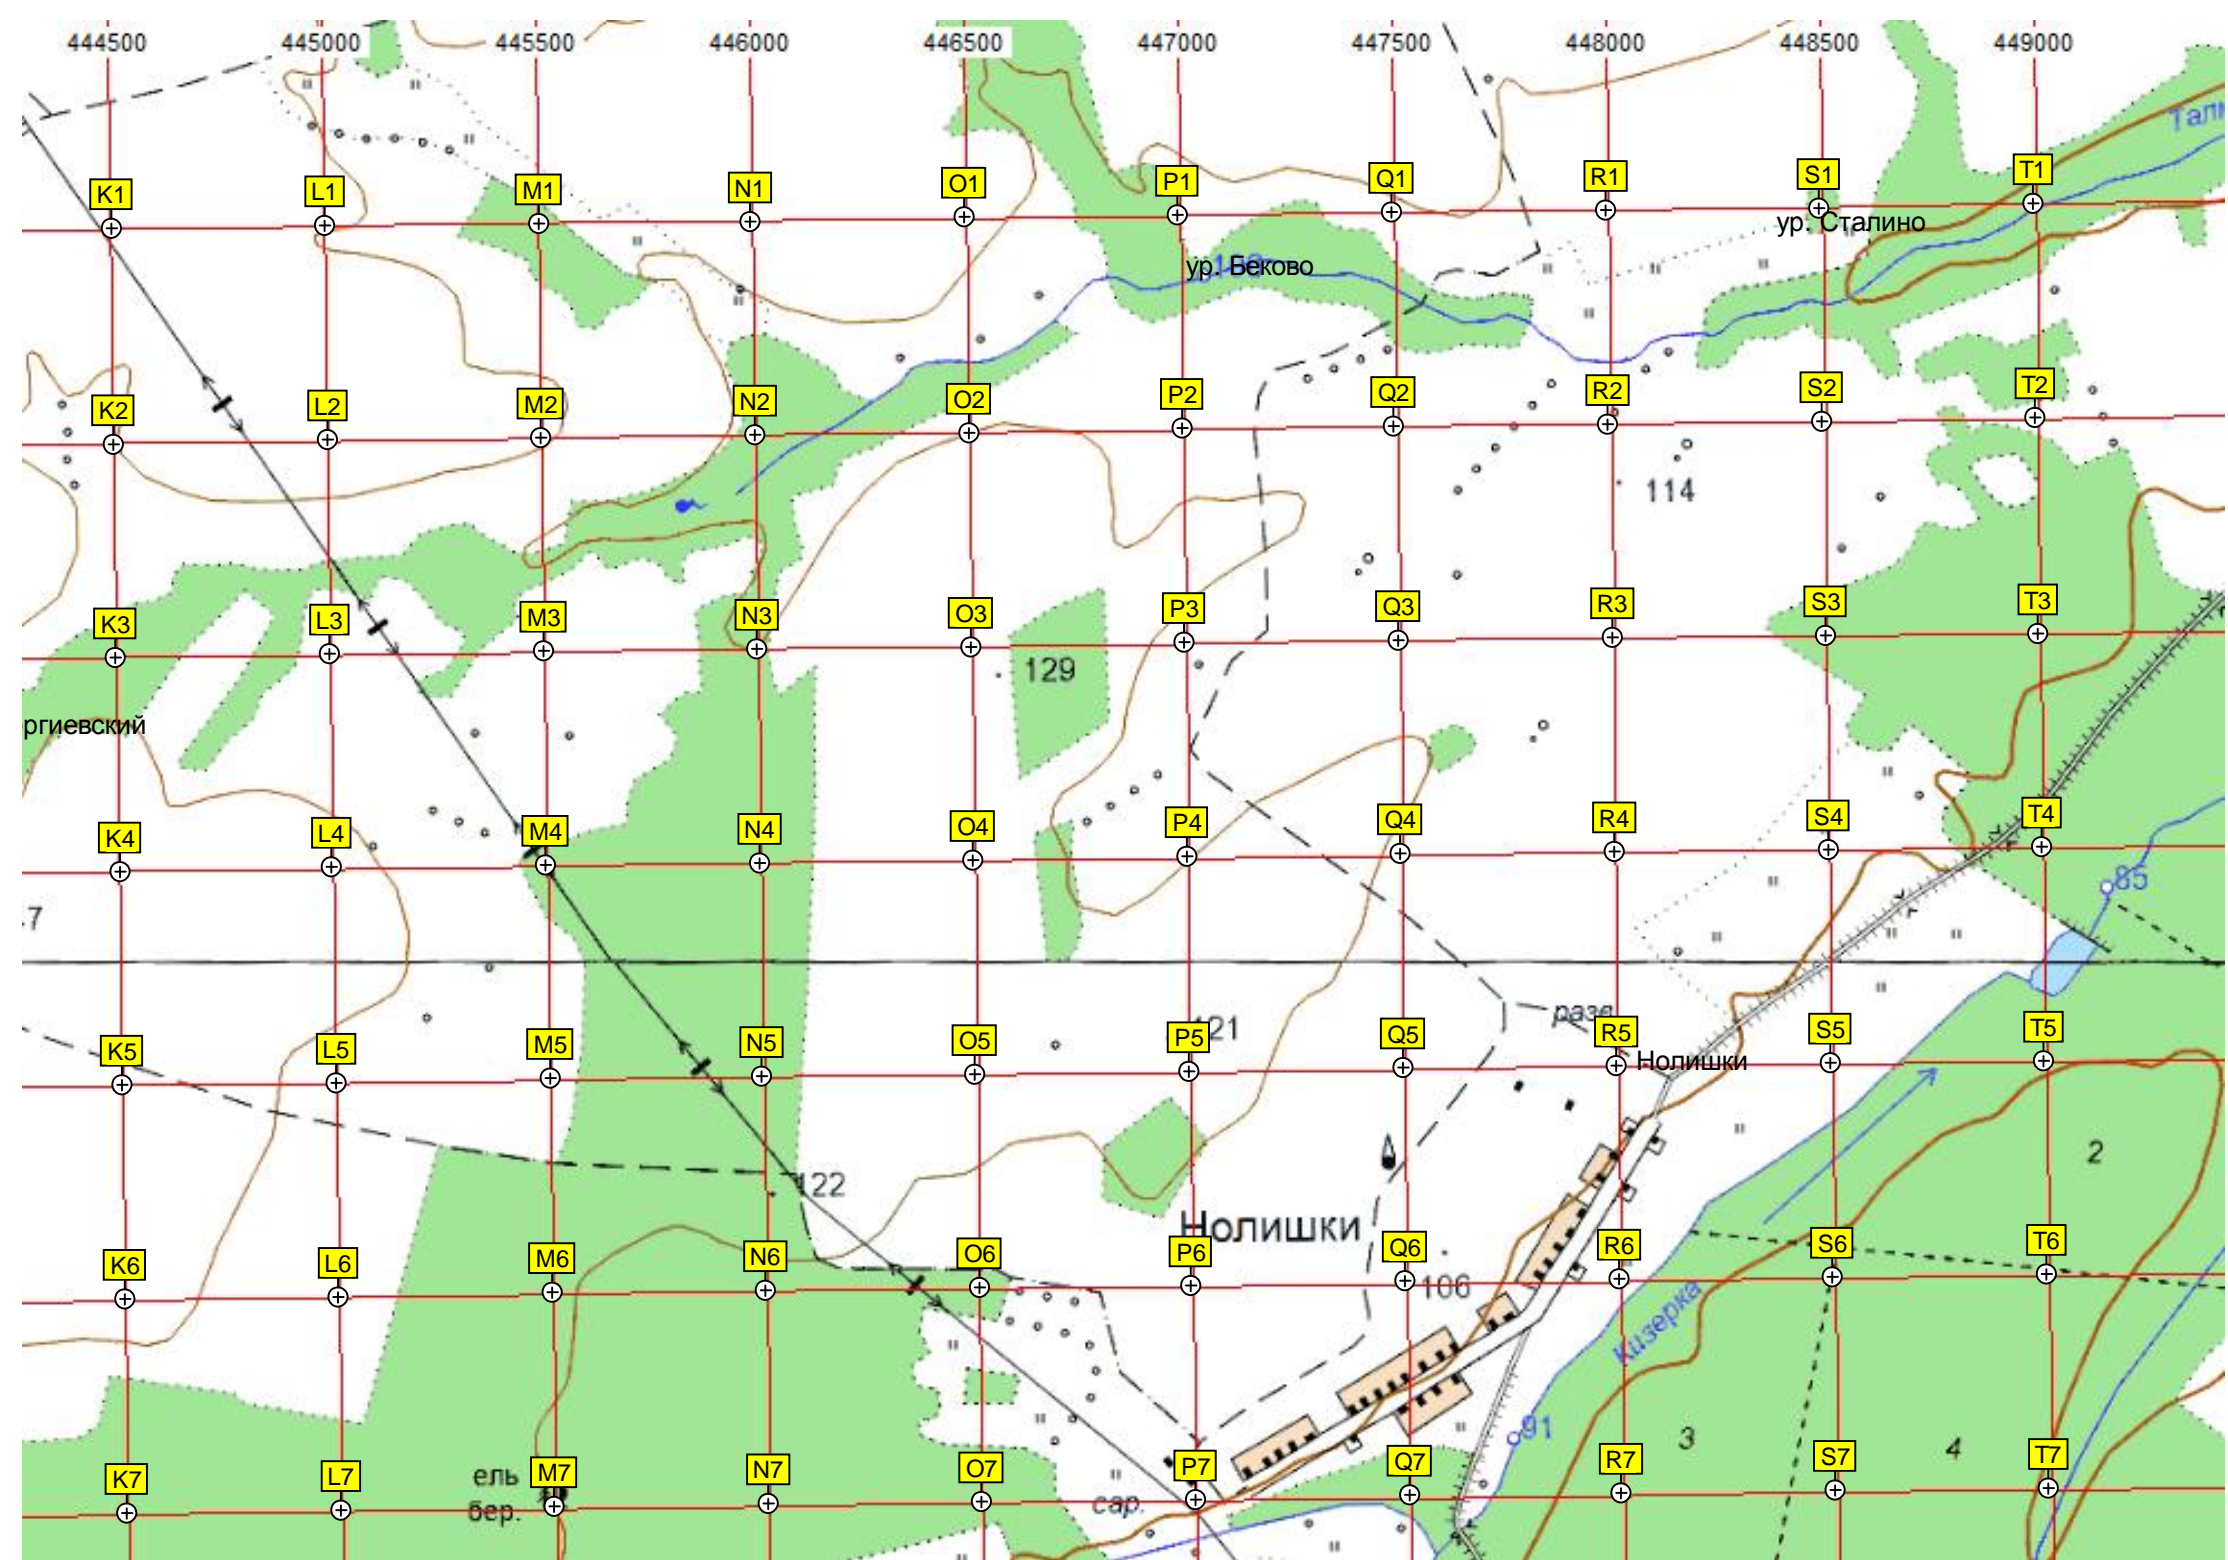 444500 445000 445500 446000 446500 447000 447500 448000 448500 449000
K1 L1 M1 N1 O1 P1 Q1 R1 S1 T1
ур. Сталино
ур. Беково
K2 L2 M2 N2 O2 P2 Q2 R2 S2 T2
114
K3 L3 M3 N3 O3 P3 Q3 R3 S3 T3
129
ргиевский
K4 L4 M4 N4 O4 P4 Q4 R4 S4 T4
85
7
разв.
121
K5 L5 M5 N5 O5 P5 Q5 R5 S5 T5
Нолишки
2
122
Нолишки
K6 L6 M6 N6 O6 P6 Q6 R6 S6 T6
106
Кизерка
91
3
4
K7 L7 M7 N7 O7 P7 Q7 R7 S7 T7
ель
бер.
сар.